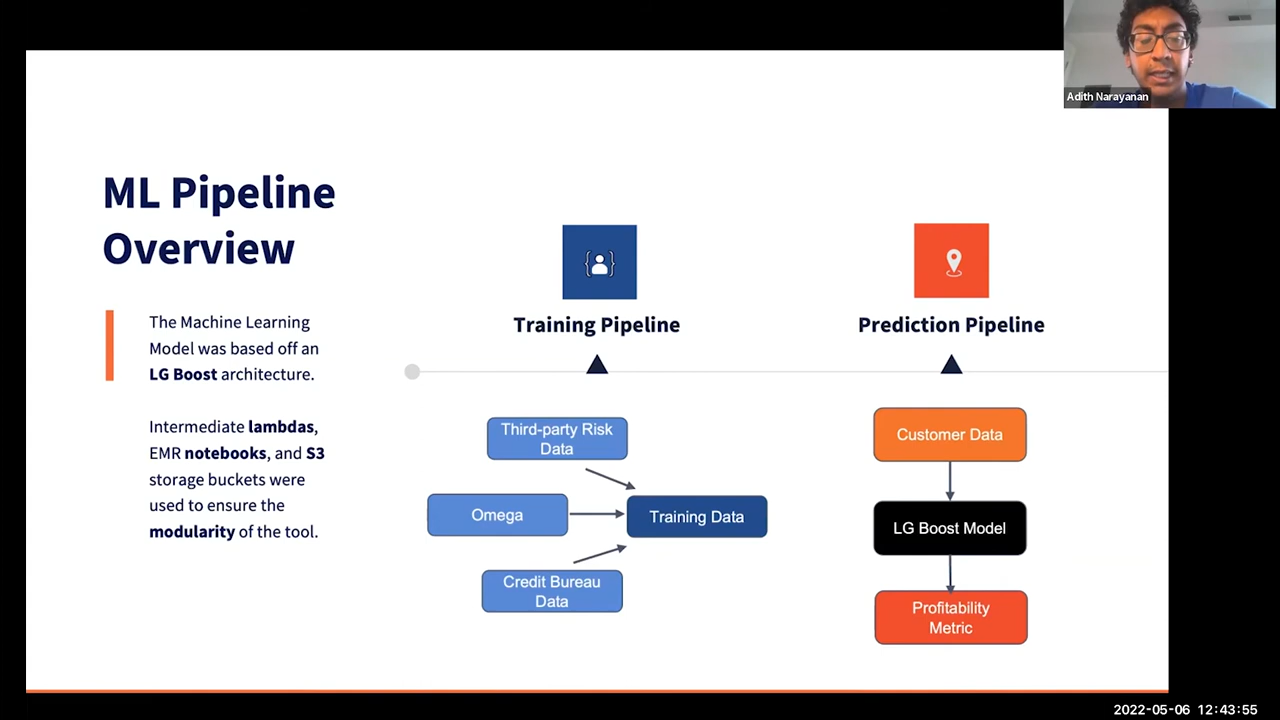 Adith Narayanan
ML Pipeline
Overview
The Machine Learning
Model was based off an
LG Boost architecture.
Intermediate lambdas,
EMR notebooks, and S3
storage buckets were
used to ensure the
modularity of the tool.
Training Pipeline
Third-party Risk
Data
Omega
Training Data
Credit Bureau
Data
Prediction Pipeline
Customer Data
LG Boost Model
Profitability
Metric
2022-05-06 12:43:55